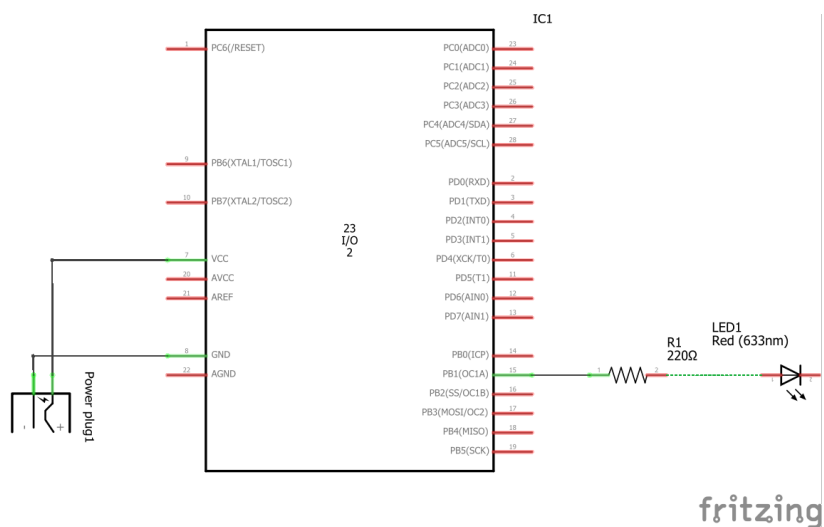 IC1
1
PC6(/RESET)
9
PB6(XTAL1/TOSC1)
10
PB7(XTAL2/TOSC2)
7
VCC
20
AVCC
21
AREF
8
GND
22
AGND
23
I/O
2
PC0(ADC0)
23
PC1(ADC1)
24
PC2(ADC2)
25
PC3(ADC3)
26
PC4(ADC4/SDA)
27
PC5(ADC5/SCL)
28
PD0(RXD)
2
PD1(TXD)
3
PD2(INT0)
4
PD3(INT1)
5
PD4(XCK/T0)
6
PD5(T1)
11
PD6(AIN0)
12
PD7(AIN1)
13
PB0(ICP)
14
PB1(OC1A)
15
PB2(SS/OC1B)
16
PB3(MOSI/OC2)
17
PB4(MISO)
18
PB5(SCK)
19
R1
220Ω
1
2
LED1
Red (633nm)
1
2
Power plug1
- +
fritzing